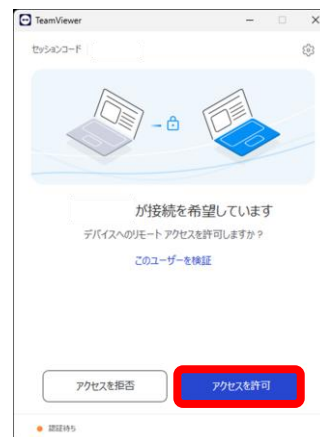 TeamViewer
セッションコード
が接続を希望しています
デバイスへのリモート アクセスを許可しますか？
このユーザーを検証
アクセスを拒否
アクセスを許可
認証待ち